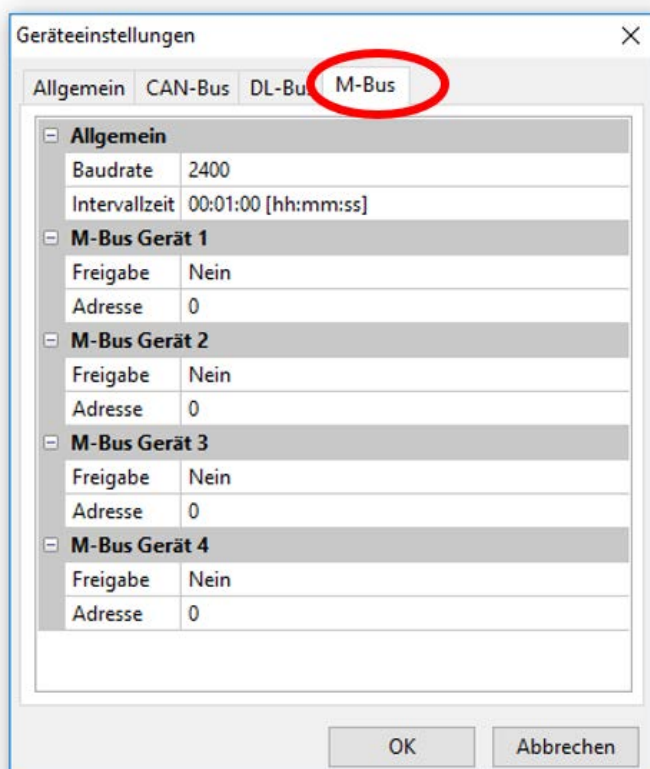 Geräteeinstellungen
Allgemein CAN-Bus DL-Bus M-Bus
Allgemein
Baudrate 2400
Intervallzeit 00:01:00 [hh:mm:ss]
M-Bus Gerät 1
Freigabe Nein
Adresse 0
M-Bus Gerät 2
Freigabe Nein
Adresse 0
M-Bus Gerät 3
Freigabe Nein
Adresse 0
M-Bus Gerät 4
Freigabe Nein
Adresse 0
OK Abbrechen